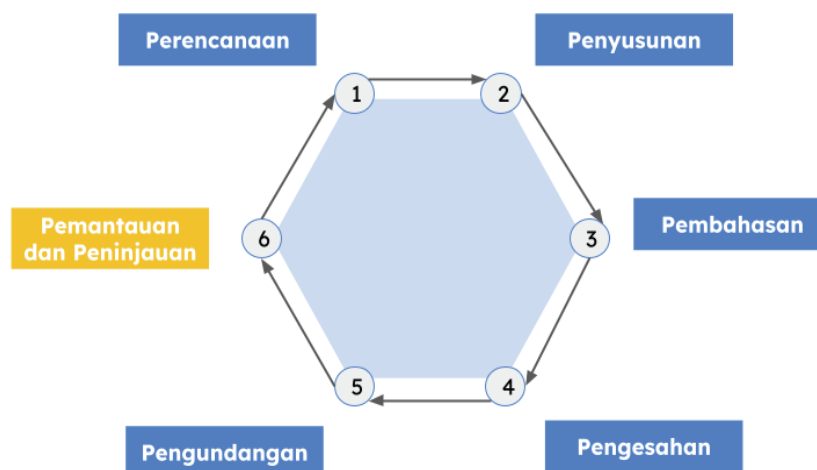 Perencanaan
1
2
Penyusunan
3
Pembahasan
4
Pengesahan
5
Pengundangan
6
Pemantauan
dan Peninjauan